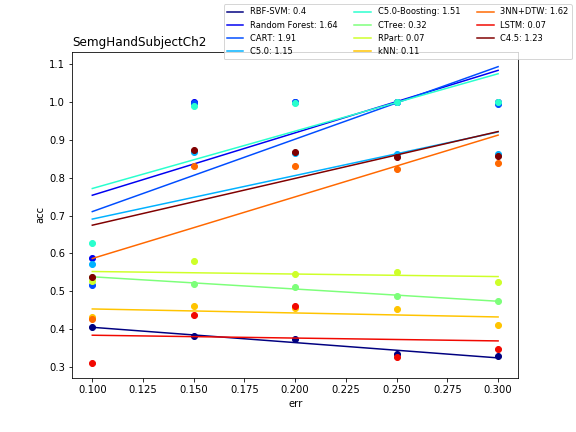 RBF-SVM: 0.4
Random Forest: 1.64
CART: 1.91
C5.0: 1.15
C5.0-Boosting: 1.51
CTree: 0.32
RPart: 0.07
kNN: 0.11
3NN+DTW: 1.62
LSTM: 0.07
C4.5: 1.23
SemgHandSubjectCh2
acc
1.1
1.0
0.9
0.8
0.7
0.6
0.5
0.4
0.3
0.100 0.125 0.150 0.175 0.200 0.225 0.250 0.275 0.300
err